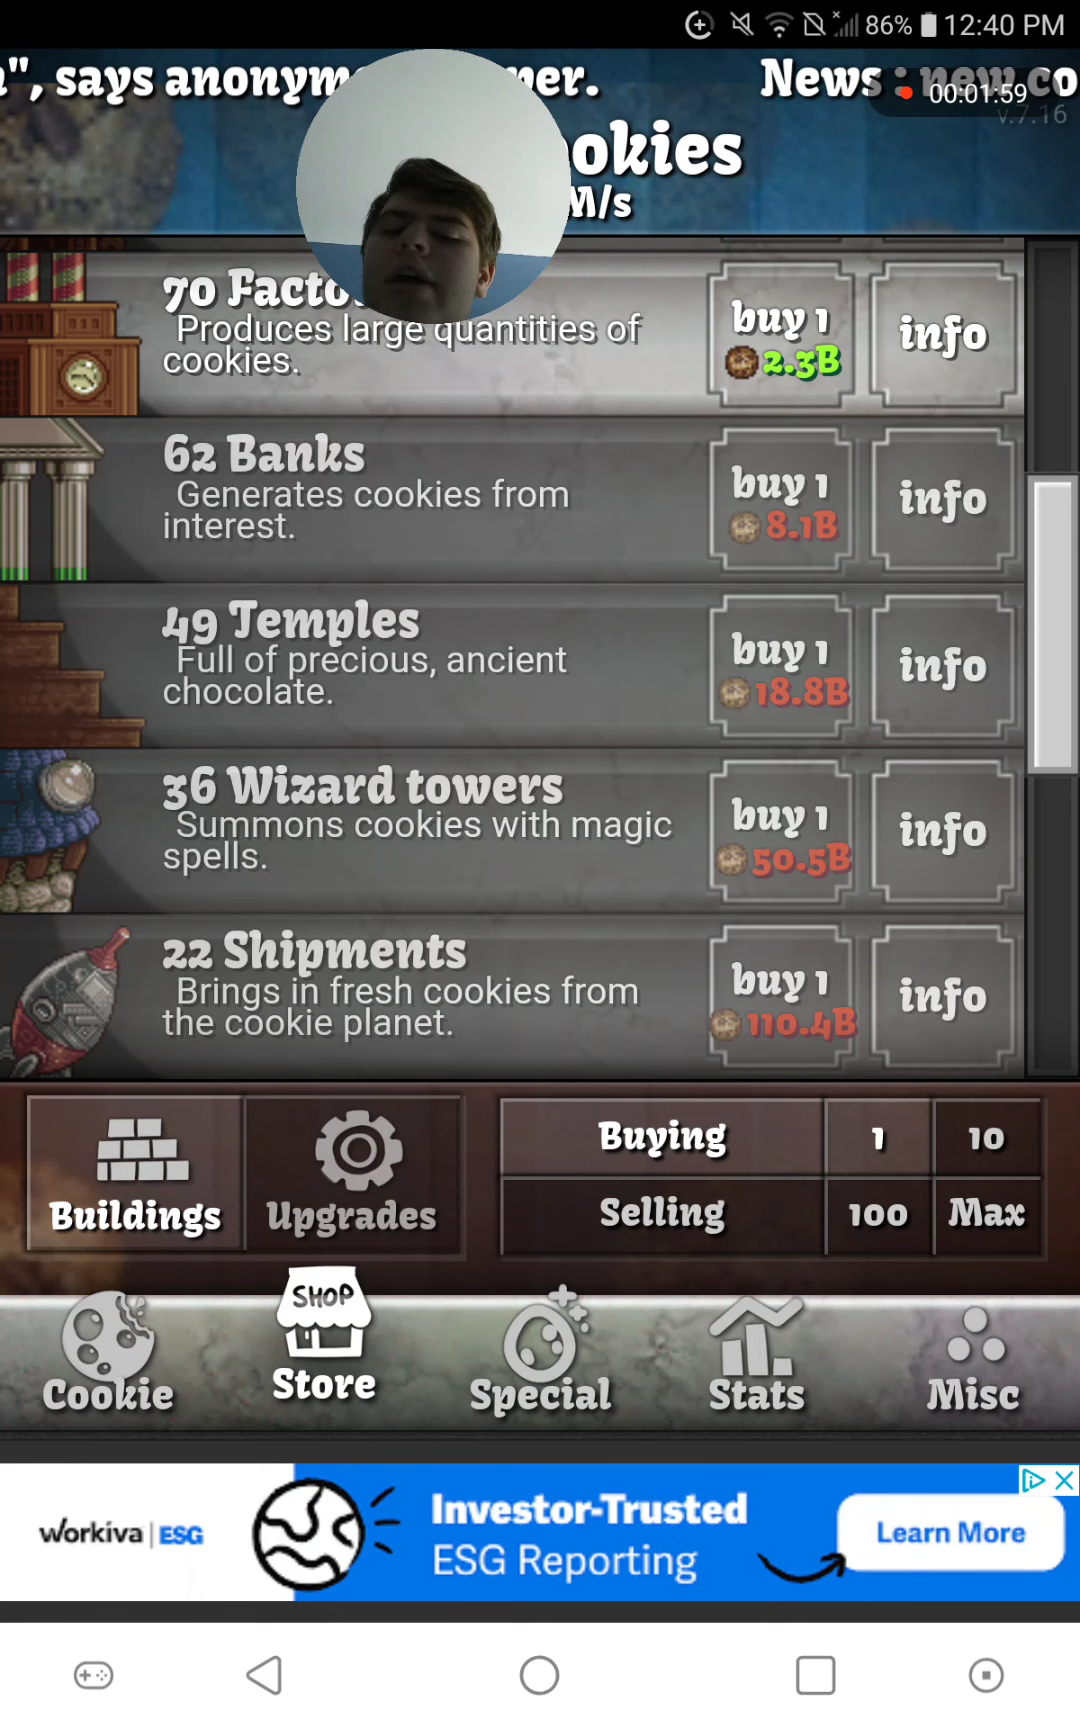 86% 12:40 PM
", says anonym
er.
News : new co
00:01:59
v.7.16
okies
M/s
70 Facto
Produces large quantities of
cookies.
buy 1
2.3B
info
62 Banks
Generates cookies from
interest.
buy 1
8.1B
info
49 Temples
Full of precious, ancient
chocolate.
buy 1
18.8B
info
36 Wizard towers
Summons cookies with magic
spells.
buy 1
50.5B
info
22 Shipments
Brings in fresh cookies from
the cookie planet.
buy 1
110.4B
info
Buildings
Upgrades
Buying 1 10
Selling 100 Max
SHOP
Cookie
Store
Special
Stats
Misc
workiva | ESG
Investor-Trusted
ESG Reporting
Learn More